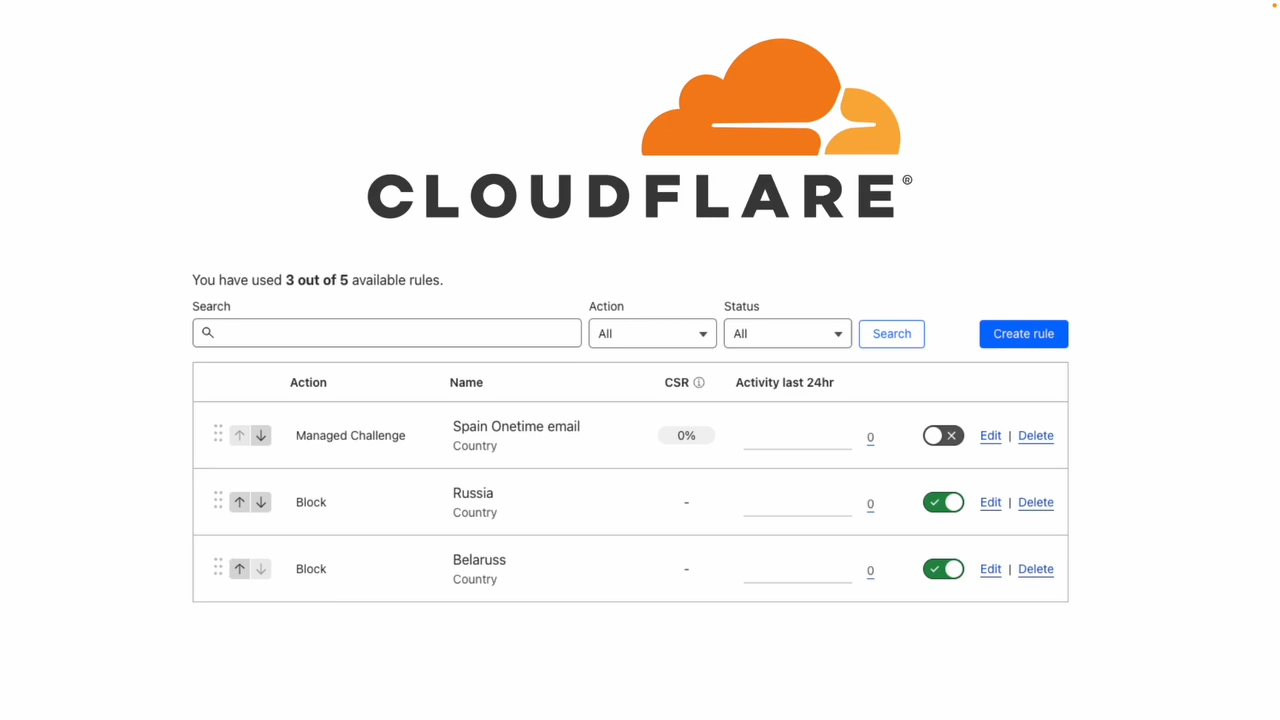 CLOUDFLARE®
You have used 3 out of 5 available rules.
Search Action Status
All All Search Create rule
Action Name CSR Activity last 24hr
Managed Challenge Spain Onetime email Country 0% 0 Edit | Delete
Block Russia Country - 0 Edit | Delete
Block Belaruss Country - 0 Edit | Delete